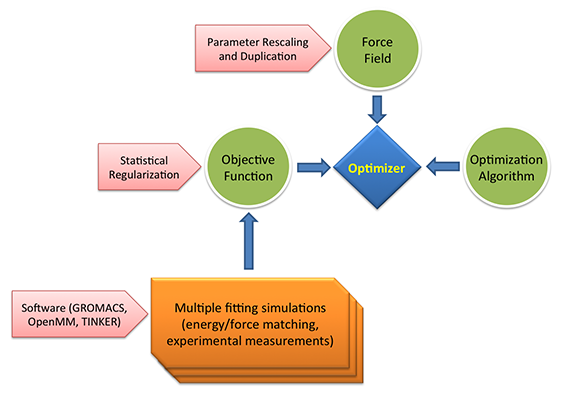 Parameter Rescaling
and Duplication
Force
Field
Statistical
Regularization
Objective
Function
Optimizer
Optimization
Algorithm
Software (GROMACS,
OpenMM, TINKER)
Multiple fitting simulations
(energy/force matching,
experimental measurements)